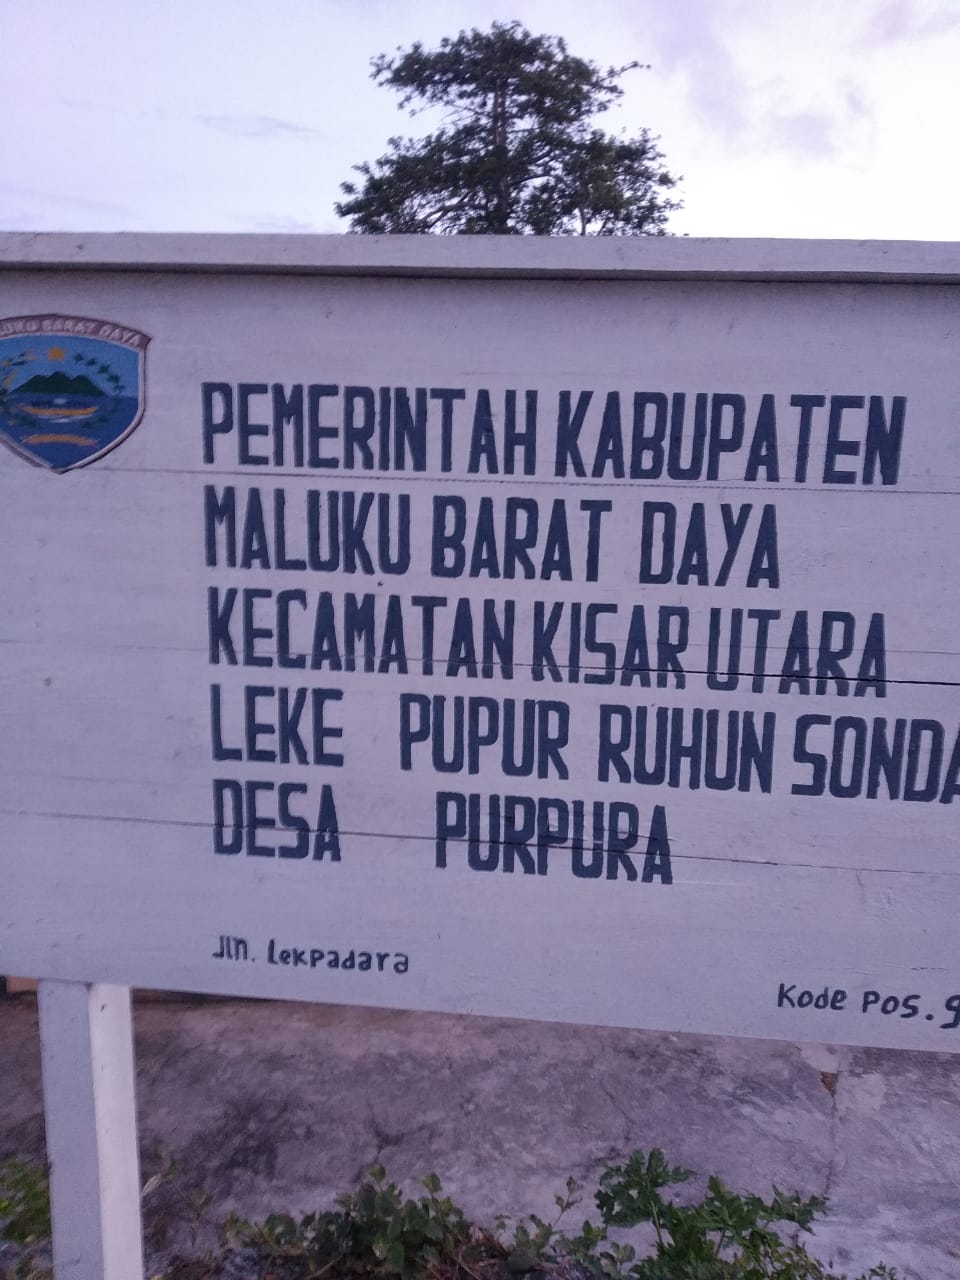 MALUKU BARAT DAYA
PEMERINTAH KABUPATEN
MALUKU BARAT DAYA
KECAMATAN KISAR UTARA
LEKE PUPUR RUHUN SONDA
DESA PURPURA
Jln. Lekpadara
Kode Pos. 9